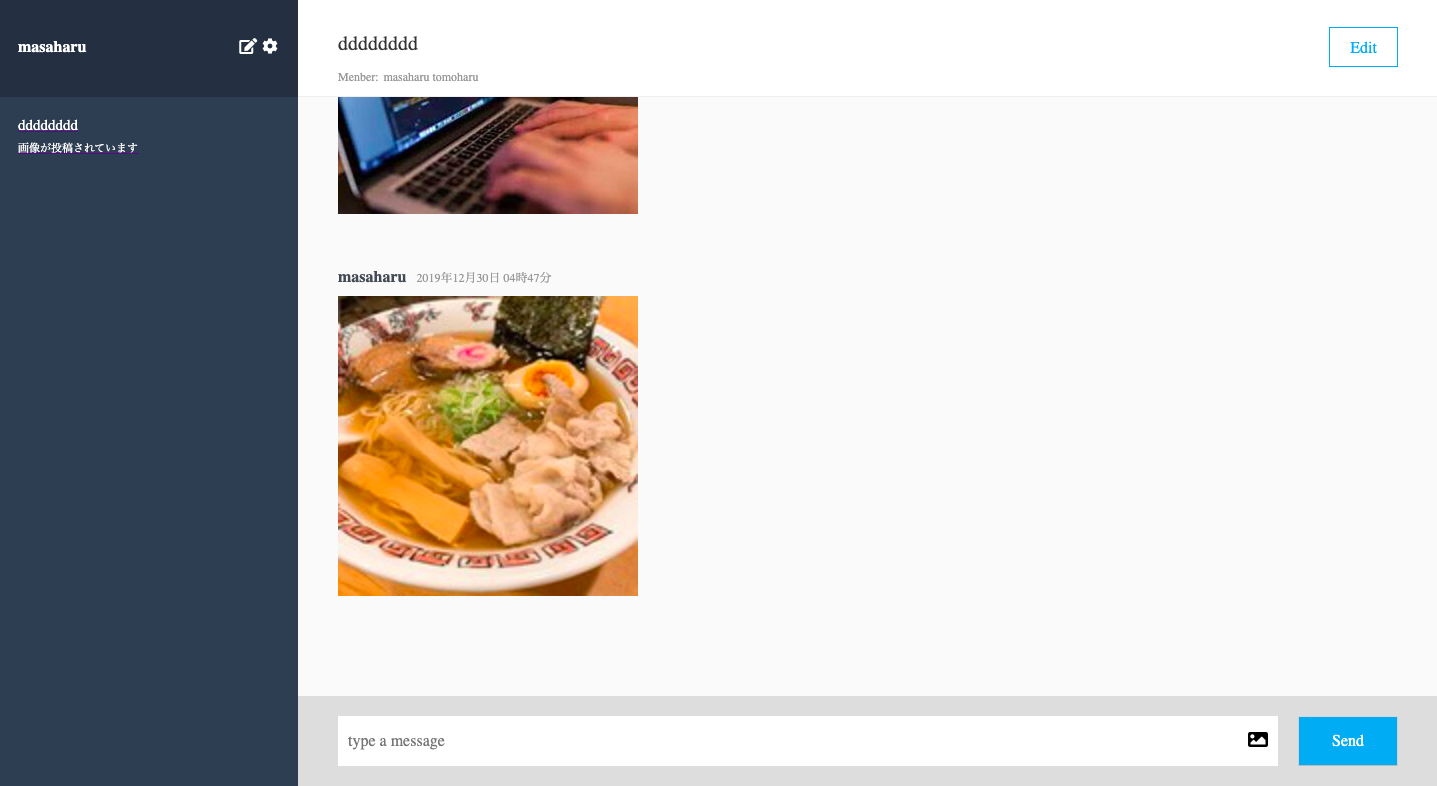 masaharu
dddddddd
画像が投稿されています
dddddddd
Menber: masaharu tomoharu
Edit
masaharu 2019年12月30日 04時47分
type a message
Send